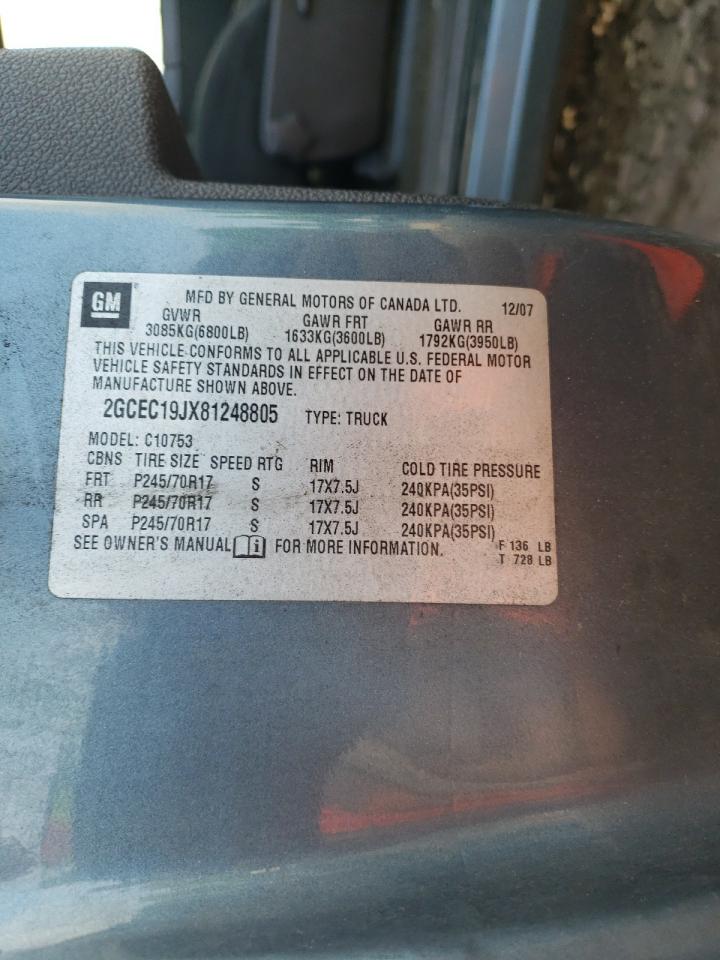 GM MFD BY GENERAL MOTORS OF CANADA LTD. 12/07
GVWR GAWR FRT GAWR RR
3085KG(6800LB) 1633KG(3600LB) 1792KG(3950LB)
THIS VEHICLE CONFORMS TO ALL APPLICABLE U.S. FEDERAL MOTOR
VEHICLE SAFETY STANDARDS IN EFFECT ON THE DATE OF
MANUFACTURE SHOWN ABOVE.
2GCEC19JX81248805 TYPE: TRUCK
MODEL: C10753
CBNS TIRE SIZE SPEED RTG RIM COLD TIRE PRESSURE
FRT P245/70R17 S 17X7.5J 240KPA(35PSI)
RR P245/70R17 S 17X7.5J 240KPA(35PSI)
SPA P245/70R17 S 17X7.5J 240KPA(35PSI)
SEE OWNER'S MANUAL i FOR MORE INFORMATION. F 136 LB
T 728 LB